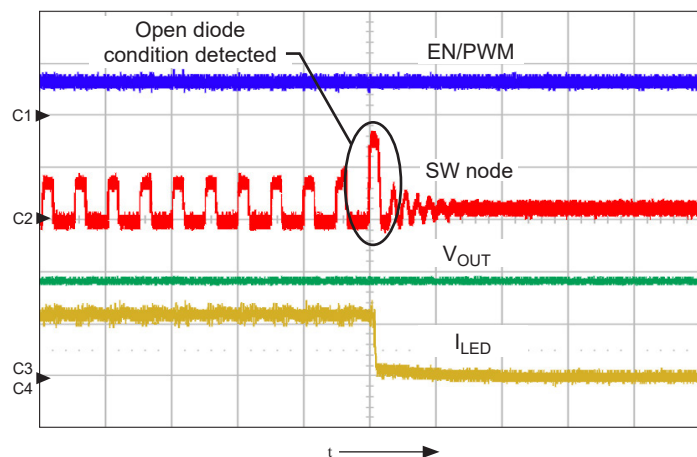 Open diode
condition detected
EN/PWM
C1
SW node
C2
VOUT
ILED
C3
C4
t